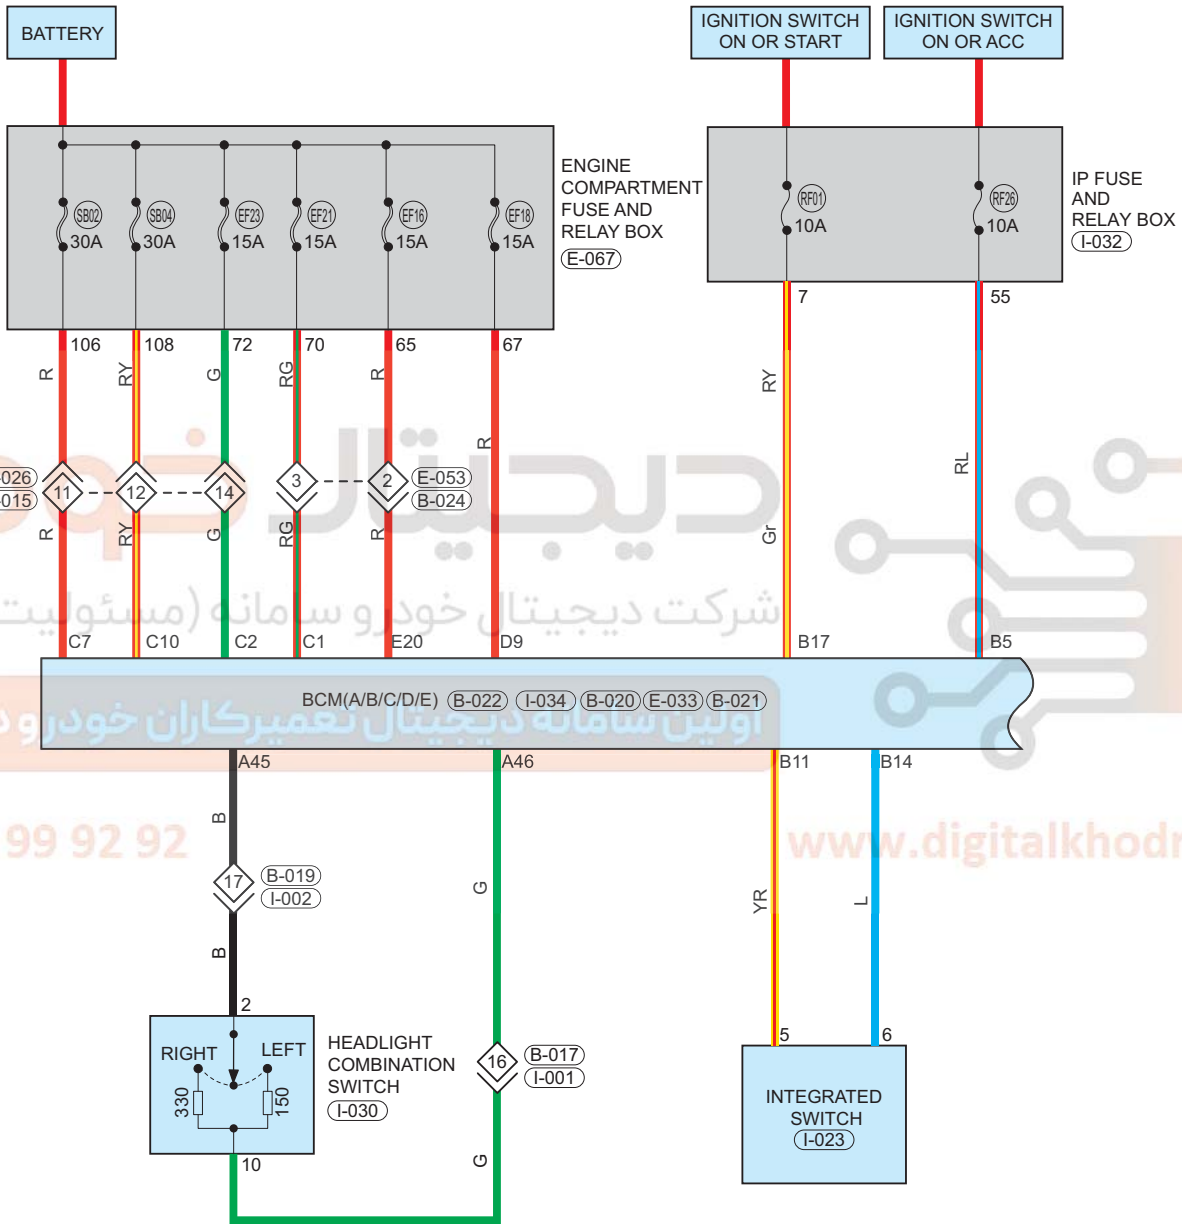 BATTERY
IGNITION SWITCH
ON OR START
IGNITION SWITCH
ON OR ACC
SB02
30A
SB04
30A
EF23
15A
EF21
15A
EF16
15A
EF18
15A
ENGINE
COMPARTMENT
FUSE AND
RELAY BOX
E-067
RF01
10A
RF26
10A
IP FUSE
AND
RELAY BOX
I-032
106
108
72
70
65
67
7
55
R
RY
G
RG
R
R
RY
RL
-026
-015
11
12
14
3
2
E-053
B-024
دیجیتال خودرو
R
RY
G
RG
R
Gr
شرکت دیجیتال خودرو سامانه (مسئولیت
C7
C10
C2
C1
E20
D9
B17
B5
BCM(A/B/C/D/E)
B-022
I-034
B-020
E-033
B-021
اولین سامانه دیجیتال تعمیرکاران خودرو د
A45
A46
B11
B14
B
G
YR
L
99 92 92
www.digitalkhodr
17
B-019
I-002
B
2
RIGHT
LEFT
330
150
HEADLIGHT
COMBINATION
SWITCH
I-030
10
16
B-017
I-001
G
5
6
INTEGRATED
SWITCH
I-023